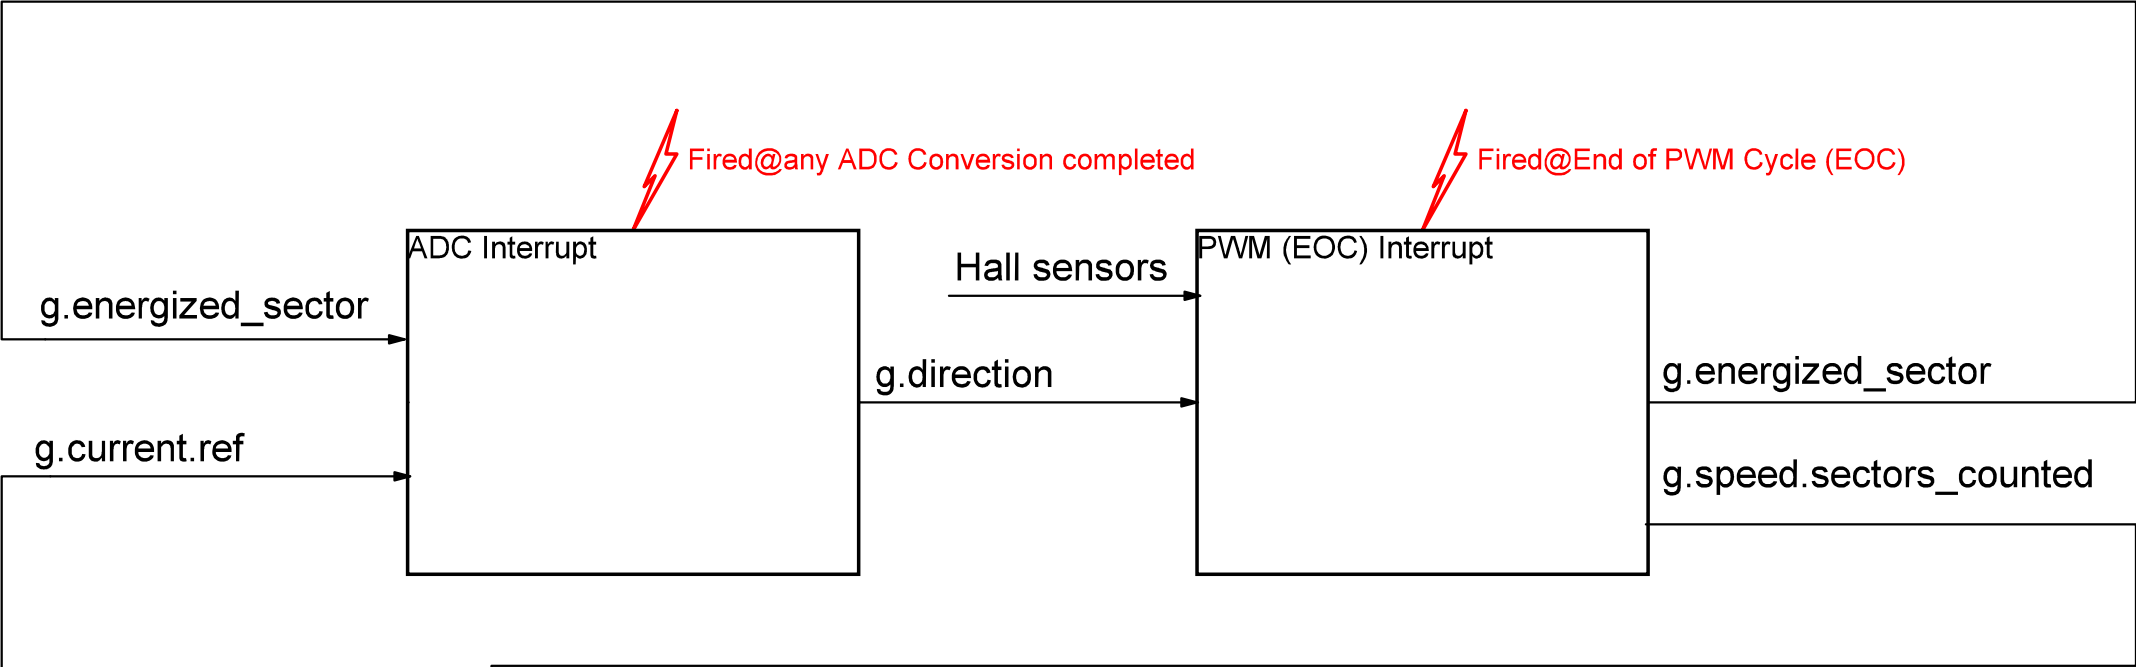 Fired@any ADC Conversion completed
Fired@End of PWM Cycle (EOC)
ADC Interrupt
PWM (EOC) Interrupt
Hall sensors
g.energized_sector
g.direction
g.energized_sector
g.current.ref
g.speed.sectors_counted